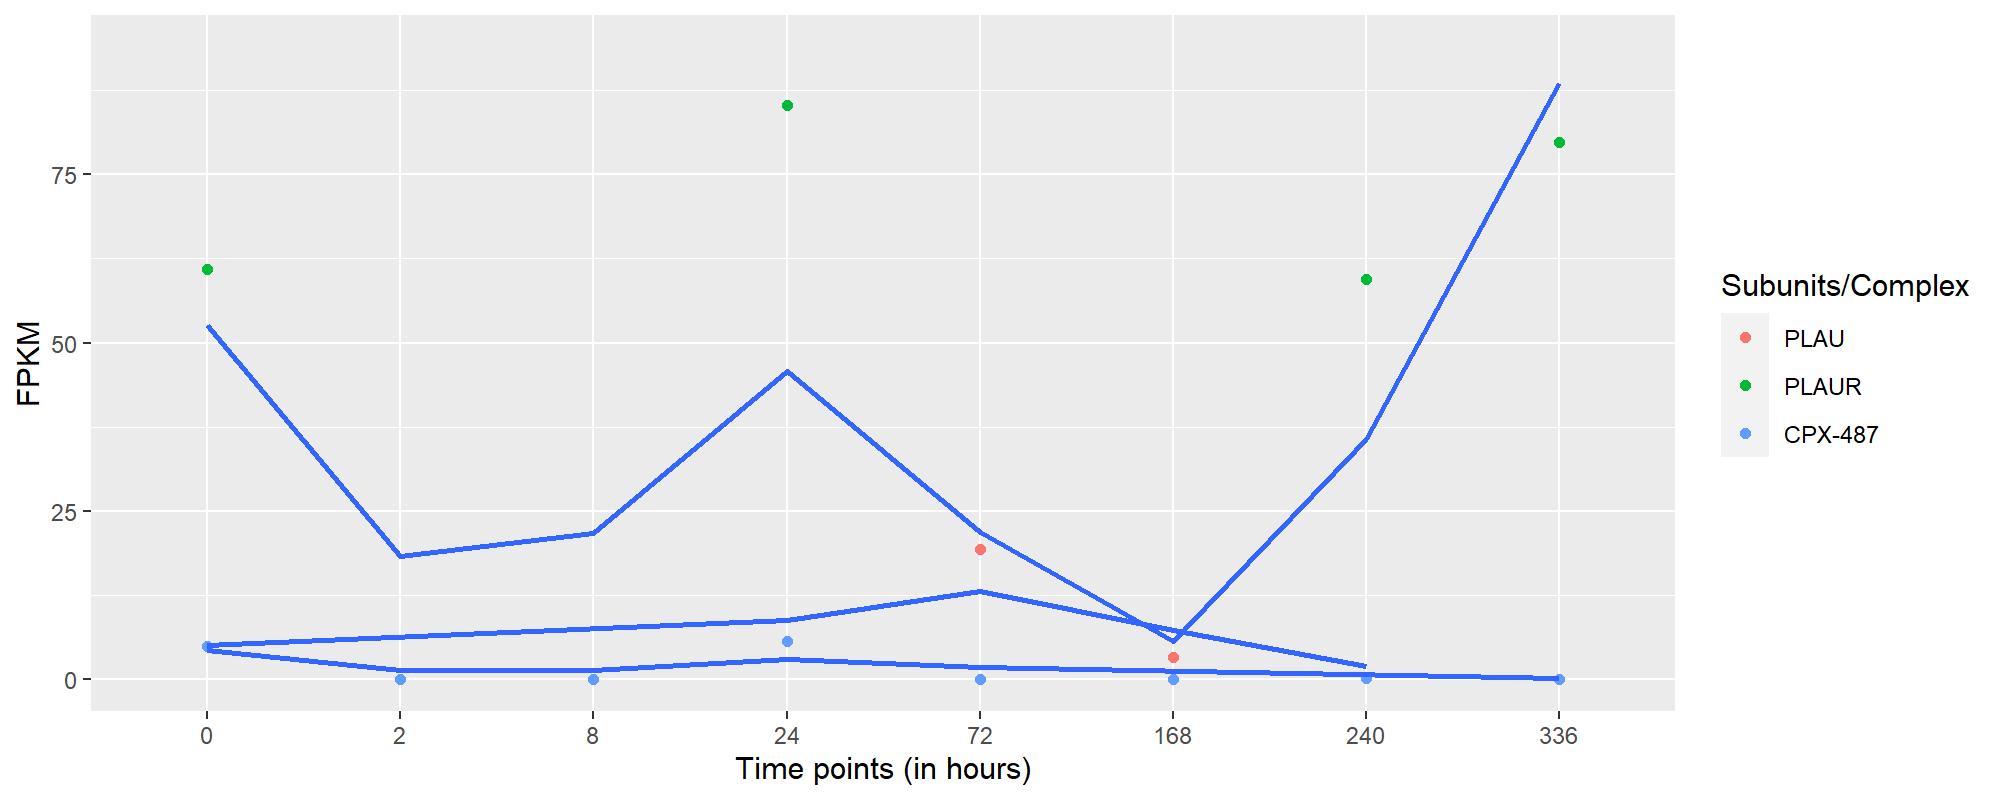 FPKM
75
50
25
0
0 2 8 24 72 168 240 336
Time points (in hours)
Subunits/Complex
PLAU
PLAUR
CPX-487